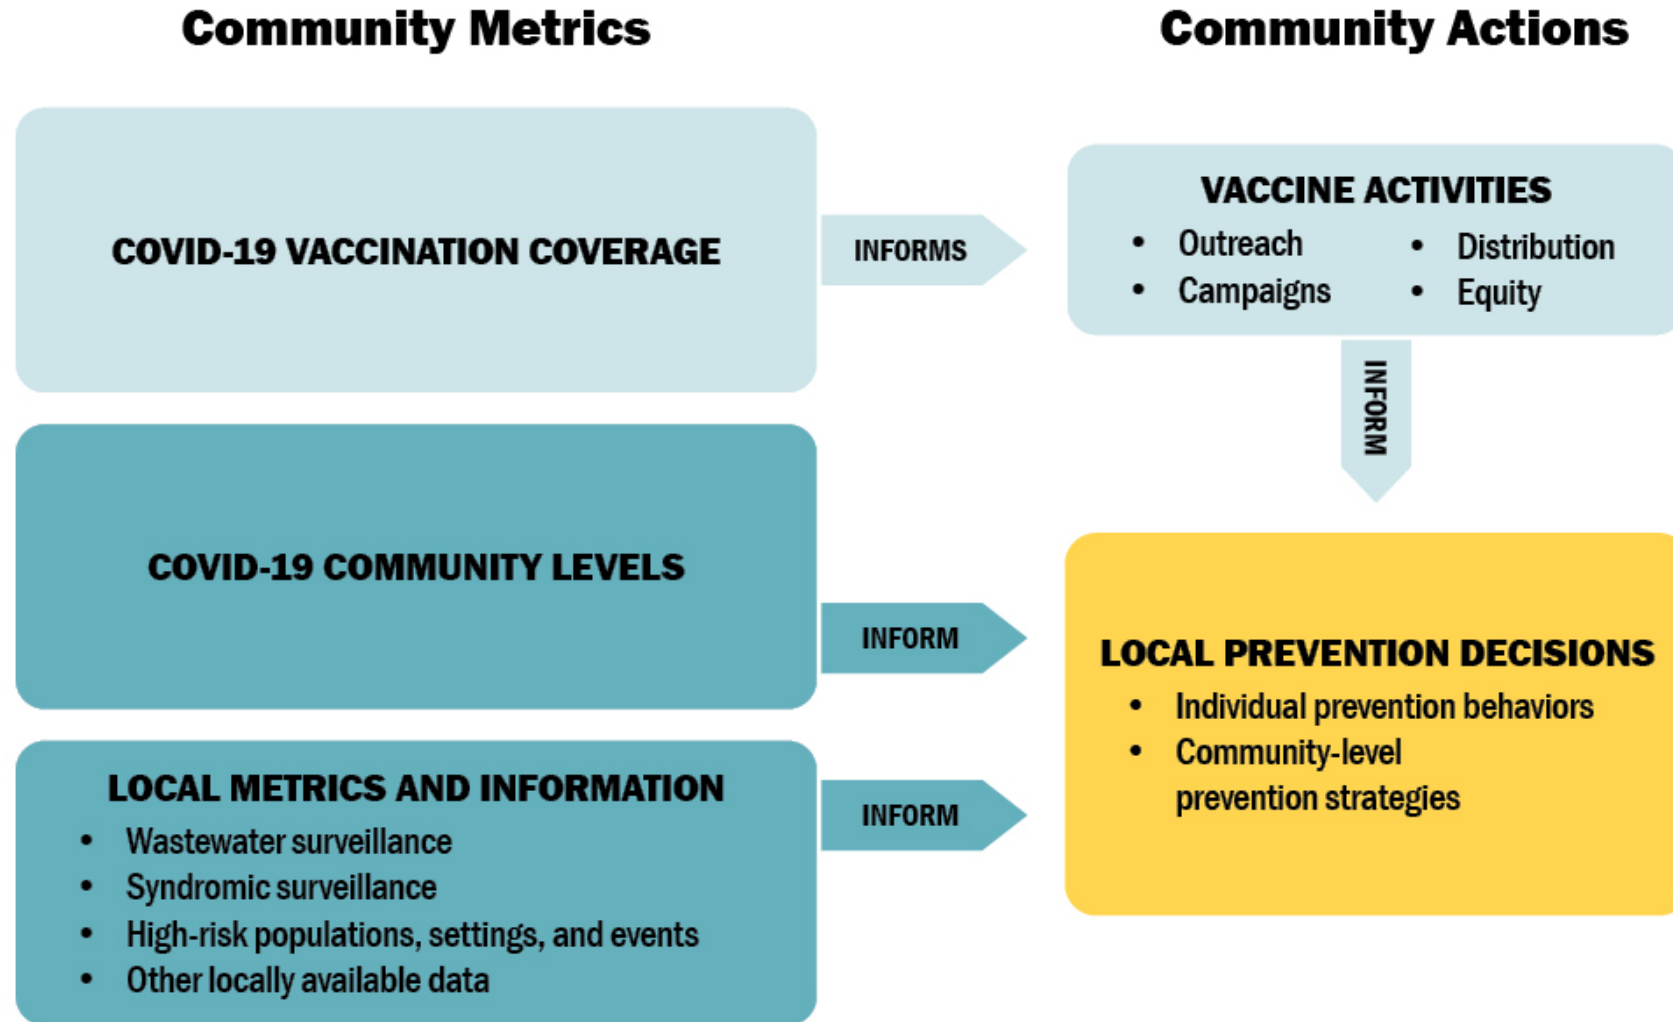 Community Metrics
Community Actions
COVID-19 VACCINATION COVERAGE
INFORMS
VACCINE ACTIVITIES
• Outreach
• Campaigns
• Distribution
• Equity
INFORM
COVID-19 COMMUNITY LEVELS
INFORM
LOCAL METRICS AND INFORMATION
• Wastewater surveillance
• Syndromic surveillance
• High-risk populations, settings, and events
• Other locally available data
INFORM
LOCAL PREVENTION DECISIONS
• Individual prevention behaviors
• Community-level
prevention strategies